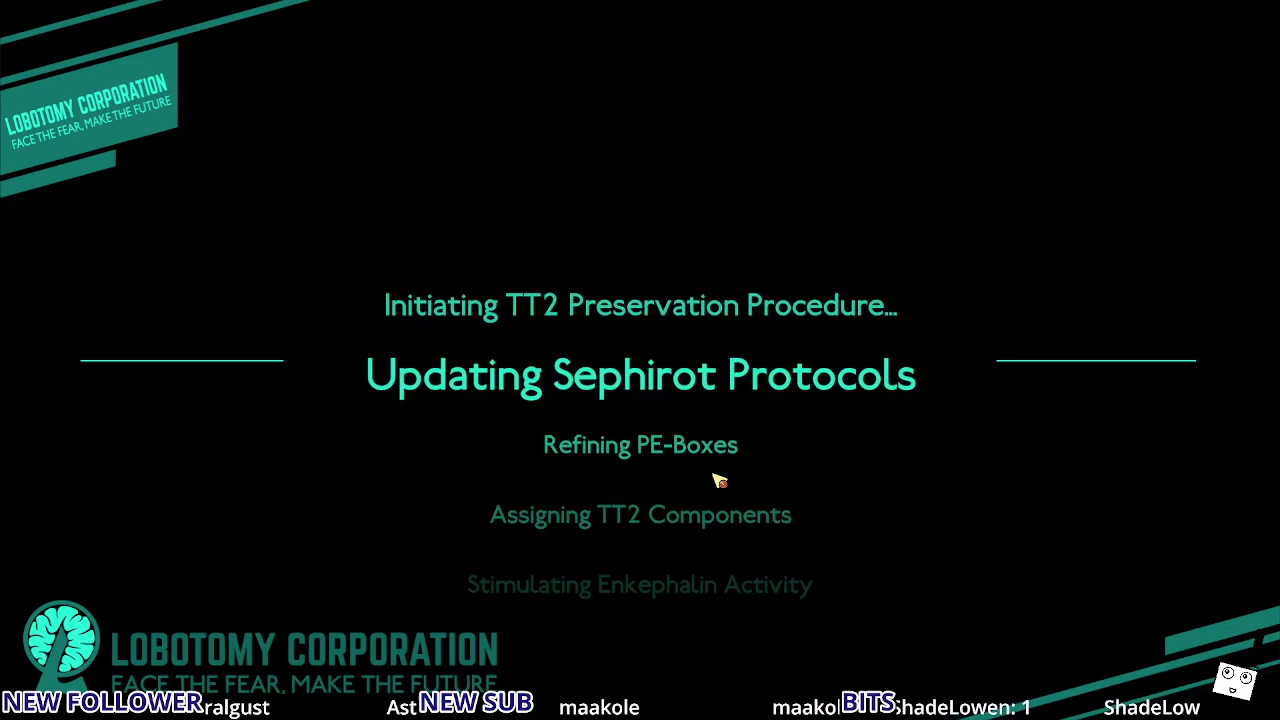 LOBOTOMY CORPORATION
FACE THE FEAR, MAKE THE FUTURE
Initiating TT2 Preservation Procedure...
Updating Sephirot Protocols
Refining PE-Boxes
Assigning TT2 Components
Stimulating Enkephalin Activity
LOBOTOMY CORPORATION
FACE THE FEAR, MAKE THE FUTURE
NEW FOLLOWER ralgust Ast NEW SUB maakole maakol BITS ShadeLowen: 1 ShadeLow